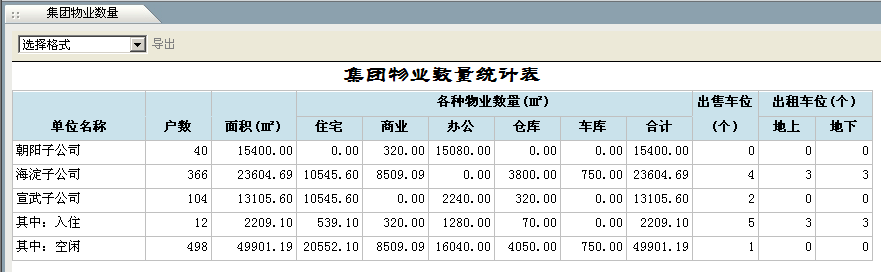 集团物业数量
选择格式 导出
集团物业数量统计表
单位名称 户数 面积(㎡) 各种物业数量(㎡) 出售车位(个) 出租车位(个)
住宅 商业 办公 仓库 车库 合计 地上 地下
朝阳子公司 40 15400.00 0.00 320.00 15080.00 0.00 0.00 15400.00 0 0 0
海淀子公司 366 23604.69 10545.60 8509.09 0.00 3800.00 750.00 23604.69 4 3 3
宣武子公司 104 13105.60 10545.60 0.00 2240.00 320.00 0.00 13105.60 2 0 0
其中：入住 12 2209.10 539.10 320.00 1280.00 70.00 0.00 2209.10 5 3 3
其中：空闲 498 49901.19 20552.10 8509.09 16040.00 4050.00 750.00 49901.19 1 0 0